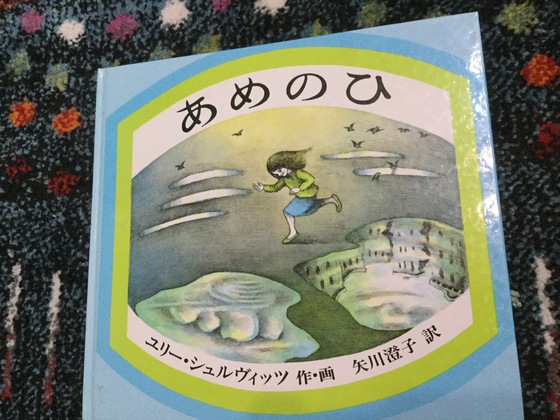 あめのひ
ユリー・シュルヴィッツ 作・画 矢川澄子 訳